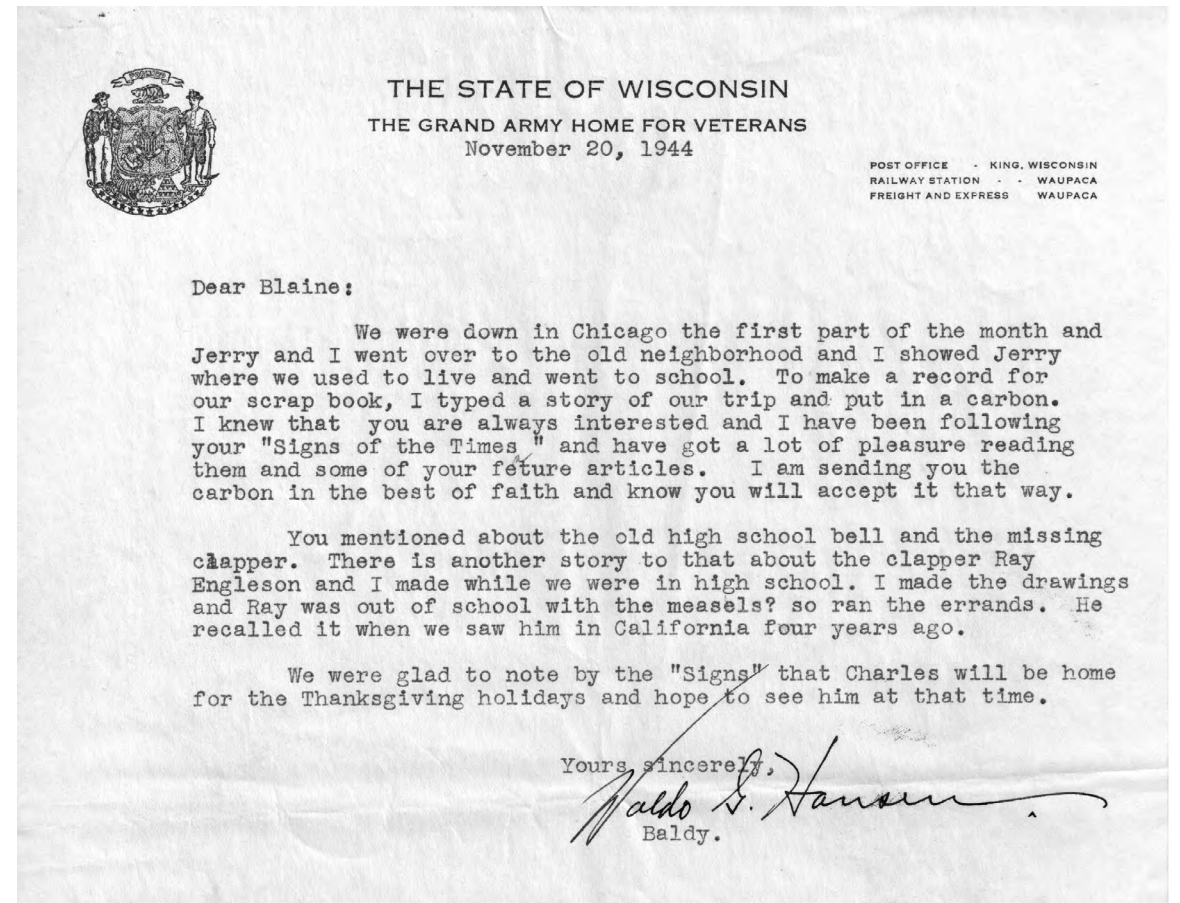 FORWARD
THE STATE OF WISCONSIN
THE GRAND ARMY HOME FOR VETERANS
November 20, 1944
POST OFFICE - KING, WISCONSIN
RAILWAY STATION - - WAUPACA
FREIGHT AND EXPRESS WAUPACA
Dear Blaine:
We were down in Chicago the first part of the month and
Jerry and I went over to the old neighborhood and I showed Jerry
where we used to live and went to school. To make a record for
our scrap book, I typed a story of our trip and put in a carbon.
I knew that you are always interested and I have been following
your "Signs of the Times " and have got a lot of pleasure reading
them and some of your feture articles. I am sending you the
carbon in the best of faith and know you will accept it that way.
You mentioned about the old high school bell and the missing
clapper. There is another story to that about the clapper Ray
Engleson and I made while we were in high school. I made the drawings
and Ray was out of school with the measels? so ran the errands. He
recalled it when we saw him in California four years ago.
We were glad to note by the "Signs" that Charles will be home
for the Thanksgiving holidays and hope to see him at that time.
Yours sincerely,
Waldo G. Hansen
Baldy.